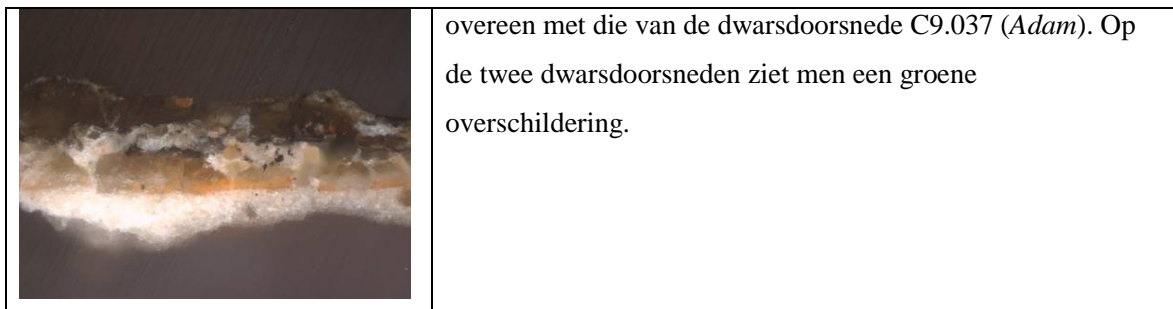 overeen met die van de dwarsdoorsnede C9.037 (Adam). Op
de twee dwarsdoorsneden ziet men een groene
overschildering.